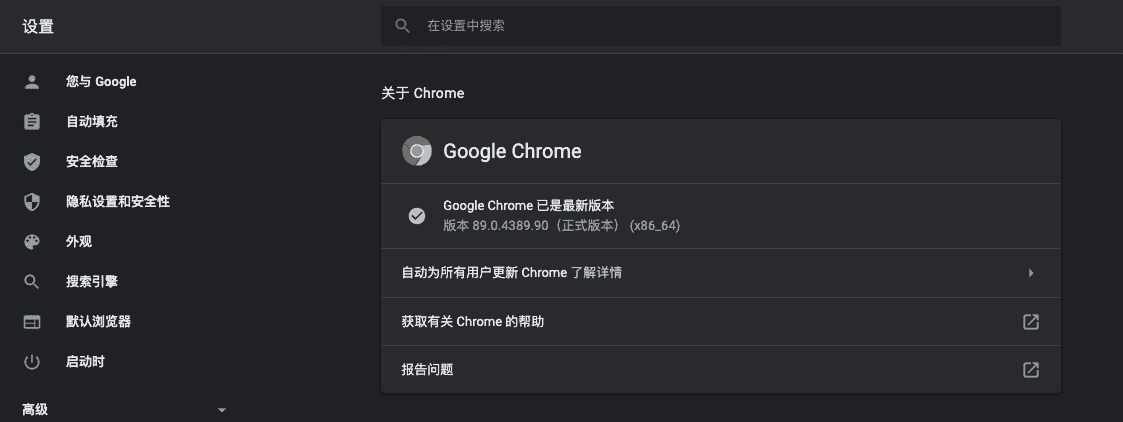 设置
在设置中搜索
您与 Google
自动填充
安全检查
隐私设置和安全性
外观
搜索引擎
默认浏览器
启动时
高级
关于 Chrome
Google Chrome
Google Chrome 已是最新版本
版本 89.0.4389.90（正式版本） (x86_64)
自动为所有用户更新 Chrome 了解详情
获取有关 Chrome 的帮助
报告问题